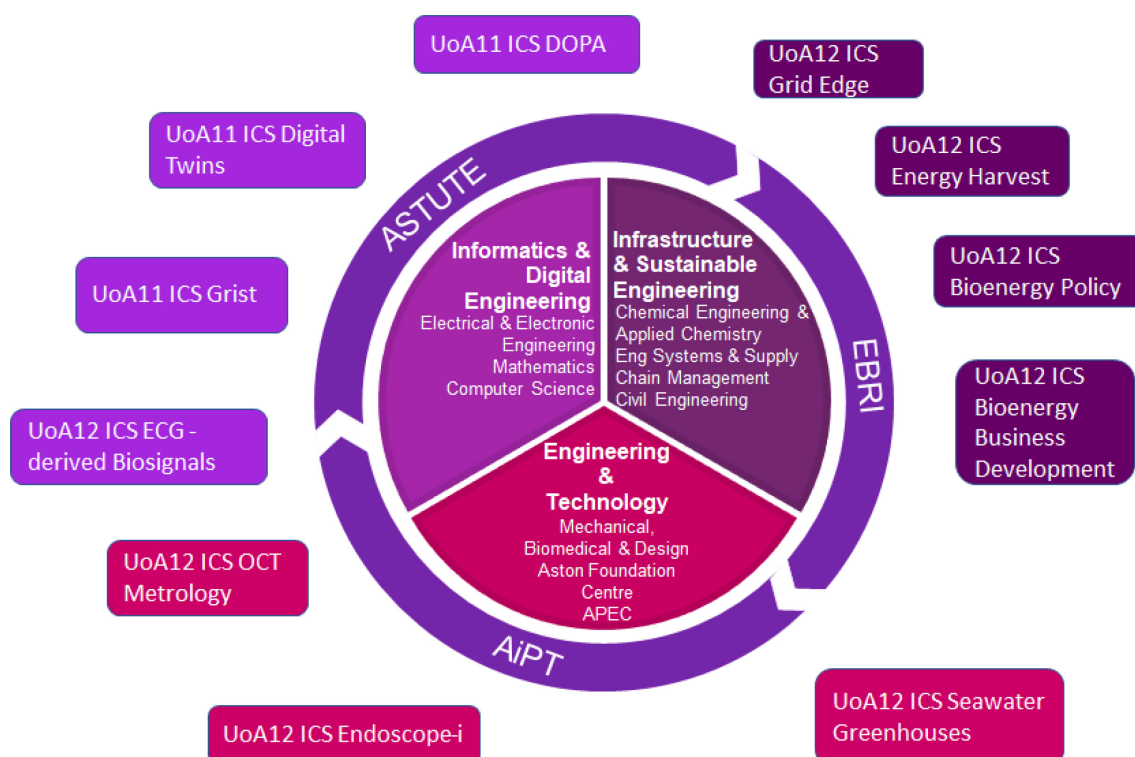 UoA11 ICS DOPA
UoA12 ICS
Grid Edge
UoA11 ICS Digital
Twins
UoA12 ICS
Energy Harvest
ASTUTE
Informatics &
Digital
Engineering
Electrical & Electronic
Engineering
Mathematics
Computer Science
Infrastructure
& Sustainable
Engineering
Chemical Engineering &
Applied Chemistry
Eng Systems & Supply
Chain Management
Civil Engineering
UoA12 ICS
Bioenergy Policy
UoA11 ICS Grist
EBRI
UoA12 ICS
Bioenergy
Business
Development
UoA12 ICS ECG -
derived Biosignals
Engineering
&
Technology
Mechanical,
Biomedical & Design
Aston Foundation
Centre
APEC
UoA12 ICS OCT
Metrology
AiPT
UoA12 ICS Seawater
Greenhouses
UoA12 ICS Endoscope-i